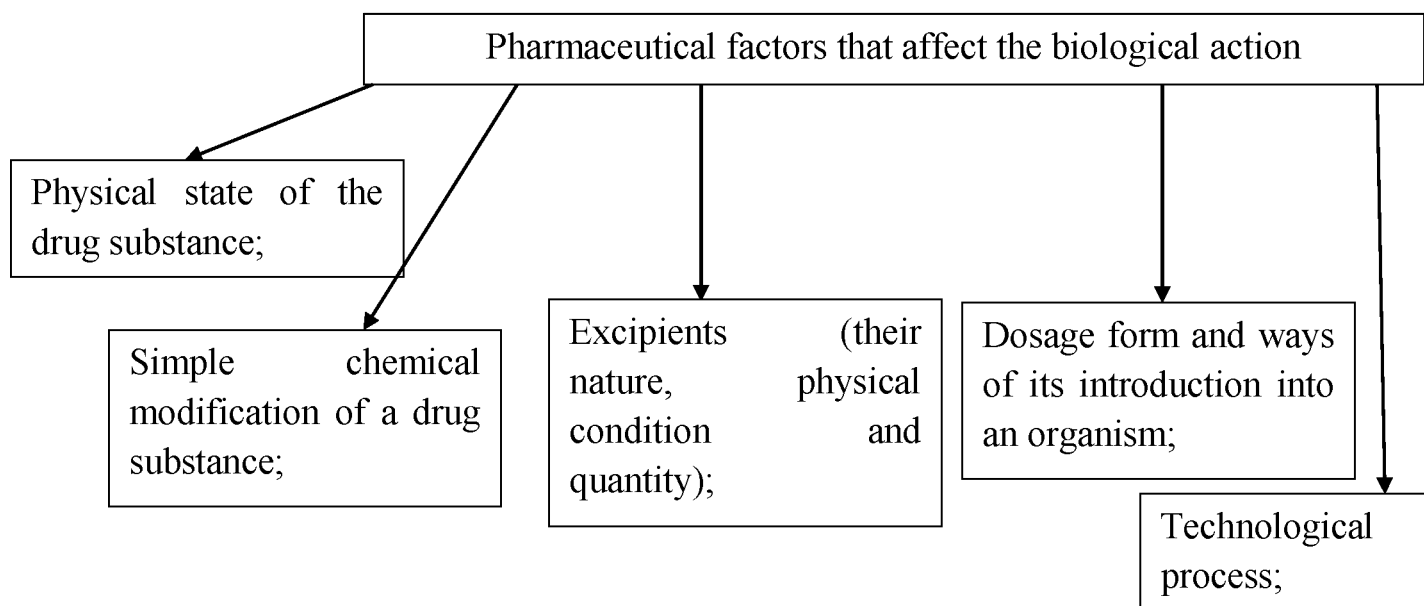 Pharmaceutical factors that affect the biological action
Physical state of the
drug substance;
Simple chemical
modification of a drug
substance;
Excipients (their
nature, physical
condition and
quantity);
Dosage form and ways
of its introduction into
an organism;
Technological
process;